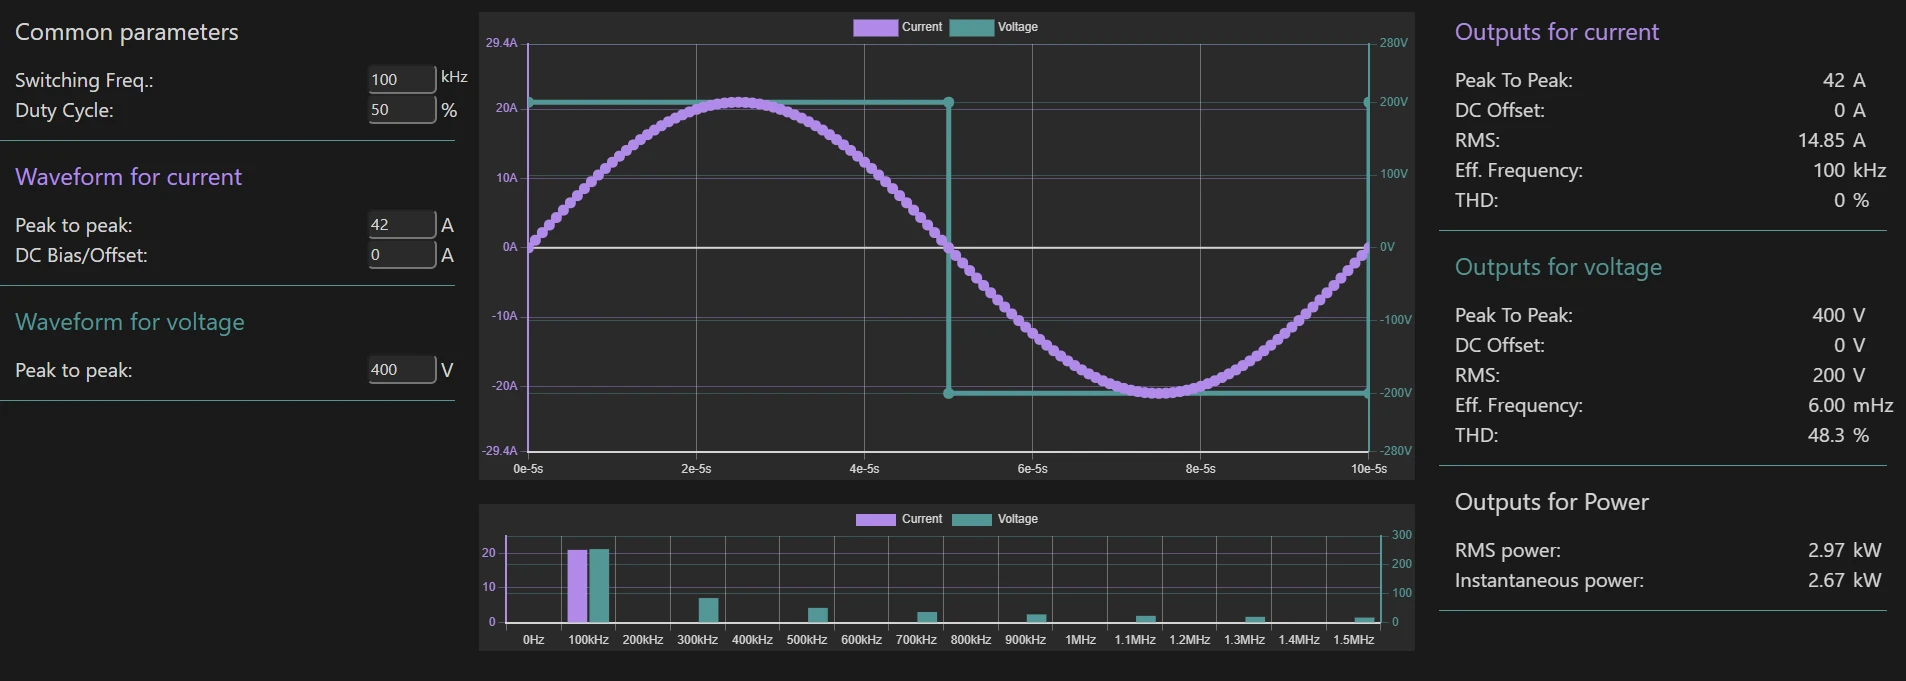 Common parameters
Switching Freq.: 100 kHz
Duty Cycle: 50 %
Waveform for current
Peak to peak: 42 A
DC Bias/Offset: 0 A
Waveform for voltage
Peak to peak: 400 V
Current Voltage
29.4A 280V
20A 200V
10A 100V
0A 0V
-10A -100V
-20A -200V
-29.4A -280V
0e-5s 2e-5s 4e-5s 6e-5s 8e-5s 10e-5s
Current Voltage
300
20 200
10 100
0 0
0Hz 100kHz 200kHz 300kHz 400kHz 500kHz 600kHz 700kHz 800kHz 900kHz 1MHz 1.1MHz 1.2MHz 1.3MHz 1.4MHz 1.5MHz
Outputs for current
Peak To Peak: 42 A
DC Offset: 0 A
RMS: 14.85 A
Eff. Frequency: 100 kHz
THD: 0 %
Outputs for voltage
Peak To Peak: 400 V
DC Offset: 0 V
RMS: 200 V
Eff. Frequency: 6.00 mHz
THD: 48.3 %
Outputs for Power
RMS power: 2.97 kW
Instantaneous power: 2.67 kW